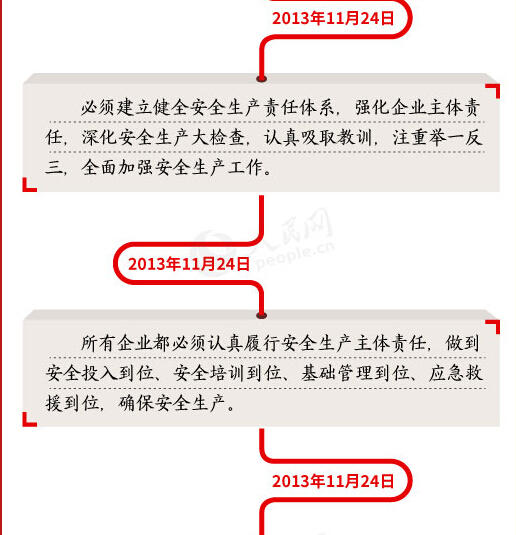 2013年11月24日
必须建立健全安全生产责任体系，强化企业主体责
任，深化安全生产大检查，认真吸取教训，注重举一反
三，全面加强安全生产工作。
人民网
people.cn
2013年11月24日
所有企业都必须认真履行安全生产主体责任，做到
安全投入到位、安全培训到位、基础管理到位、应急救
援到位，确保安全生产。
2013年11月24日